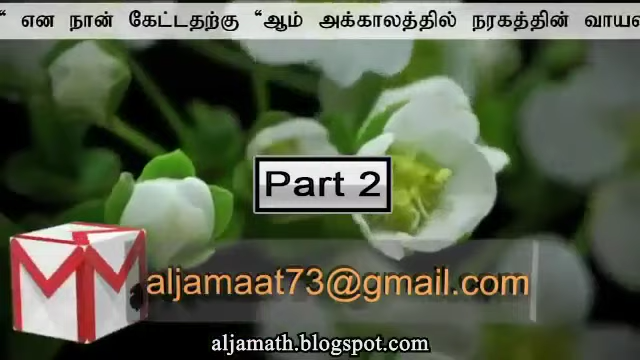 “ என நான் கேட்டதற்கு “ஆம் அக்காலத்தில் நரகத்தின்
Part 2
aljamaat73@gmail.com
aljamath.blogspot.com